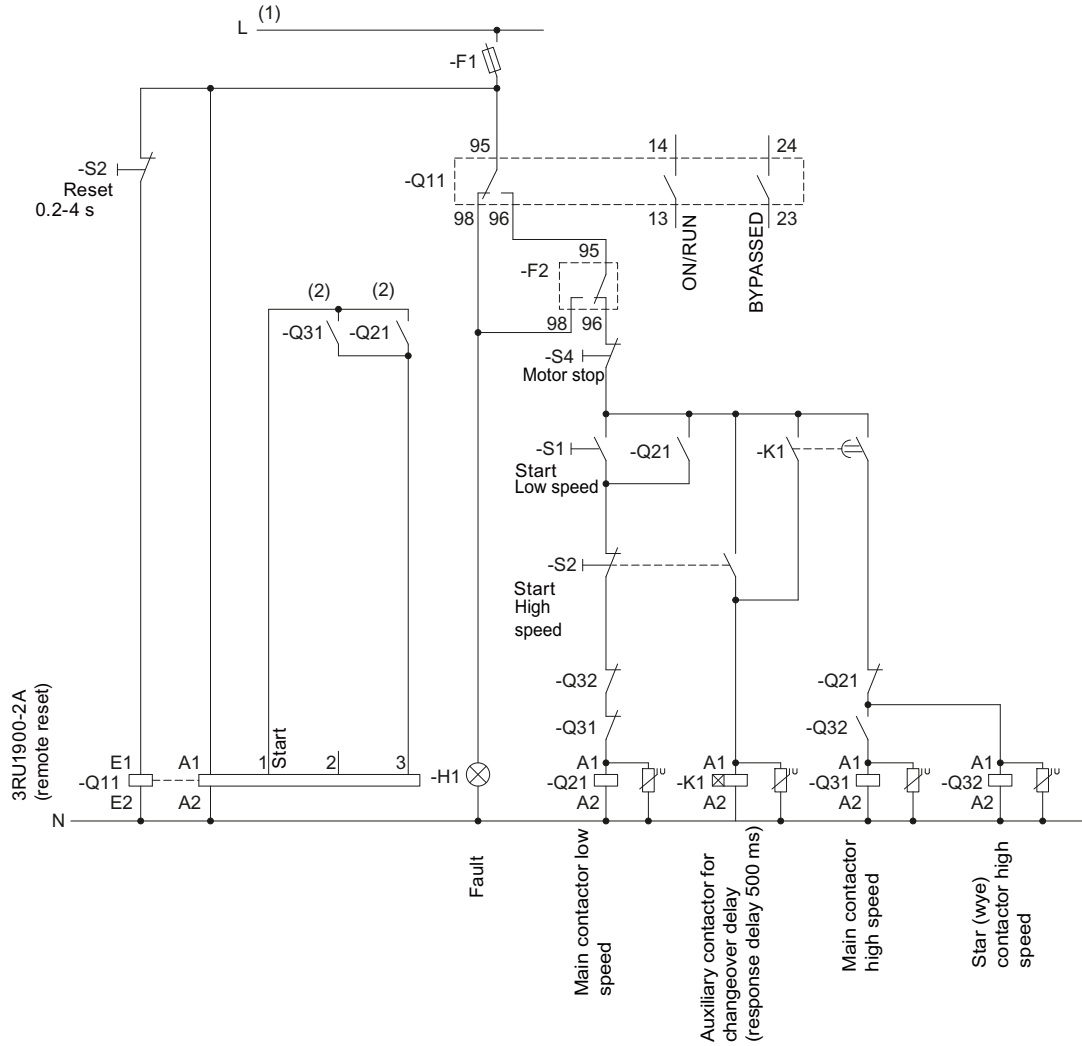 (1)
L
-F1
95
14
24
-S2
Reset
0.2-4 s
-Q11
98
96
13
23
ON/RUN
BYPASSED
95
-F2
(2)
(2)
-Q31
-Q21
98
96
-S4
Motor stop
-S1
Start
Low speed
-Q21
-K1
-S2
Start
High
speed
-Q32
-Q21
-Q31
-Q32
3RU1900-2A
(remote reset)
E1
A1
1
Start
2
3
A1
A1
A1
A1
-Q11
-H1
-Q21
U
-K1
U
-Q31
U
-Q32
U
E2
A2
A2
A2
A2
A2
N
Fault
Main contactor low
speed
Auxiliary contactor for
changeover delay
(response delay 500 ms)
Main contactor
high speed
Star (wye)
contactor high
speed